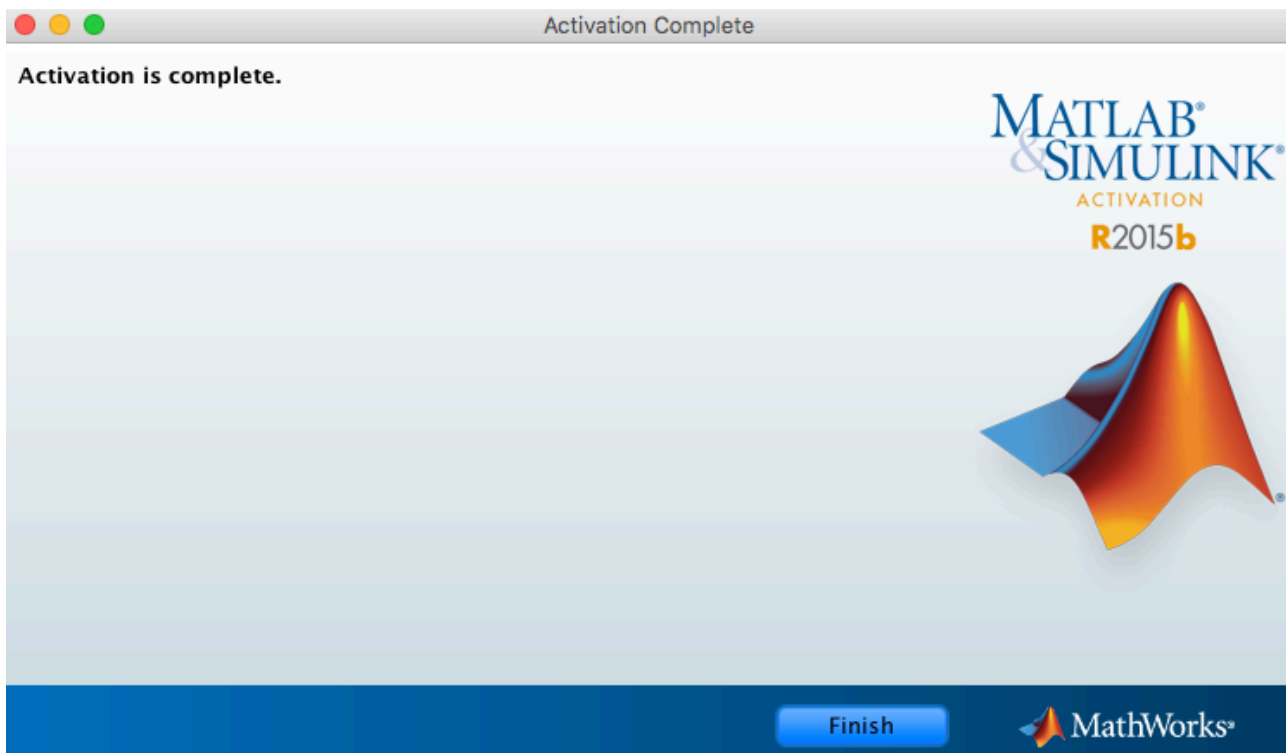 Activation Complete
Activation is complete.
MATLAB®
&SIMULINK®
ACTIVATION
R2015b
®
Finish
MathWorks®